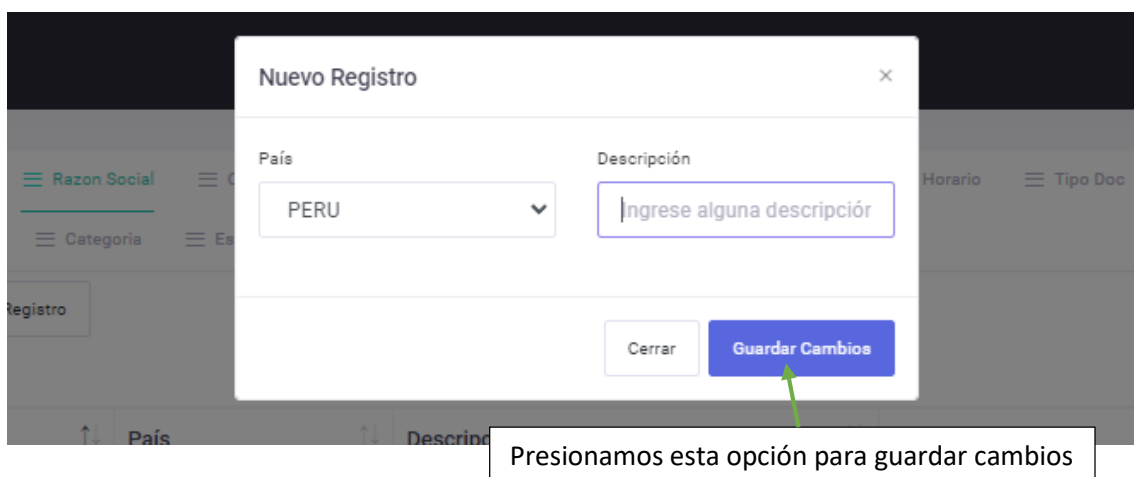 Nuevo Registro ×
País Descripción
PERU Ingrese alguna descripción
Razon Social Horario Tipo Doc
Categoria
Registro
Cerrar Guardar Cambios
País
Presionamos esta opción para guardar cambios